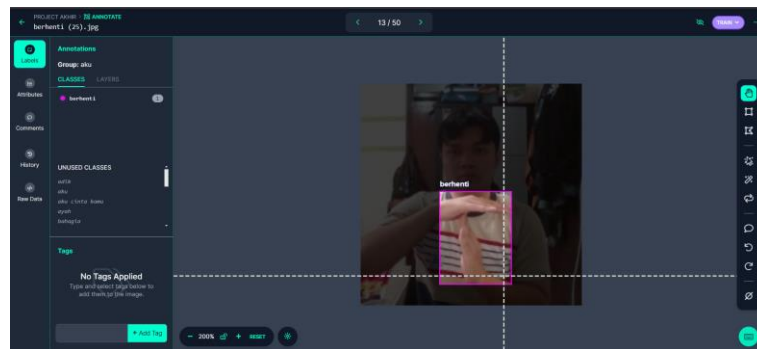 PROJECT AKHIR > ANNOTATE
berhenti (25).jpg
13 / 50
TRAIN
Labels
Attributes
Comments
History
Raw Data
Annotations
Group: aku
CLASSES LAYERS
berhenti 1
UNUSED CLASSES
adik
aku
aku cinta kamu
ayah
bahagia
Tags
No Tags Applied
Type and select tags below to
add them to the image.
+ Add Tag
berhenti
- 200% + RESET